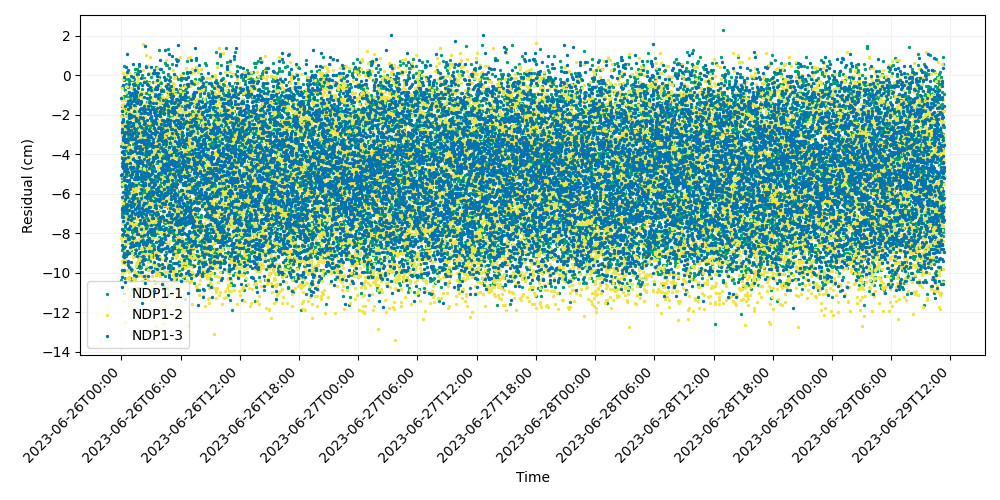 2
0
−2
−4
−6
−8
−10
−12
−14
Residual (cm)
NDP1-1
NDP1-2
NDP1-3
2023-06-26T00:00
2023-06-26T06:00
2023-06-26T12:00
2023-06-26T18:00
2023-06-27T00:00
2023-06-27T06:00
2023-06-27T12:00
2023-06-27T18:00
2023-06-28T00:00
2023-06-28T06:00
2023-06-28T12:00
2023-06-28T18:00
2023-06-29T00:00
2023-06-29T06:00
2023-06-29T12:00
Time